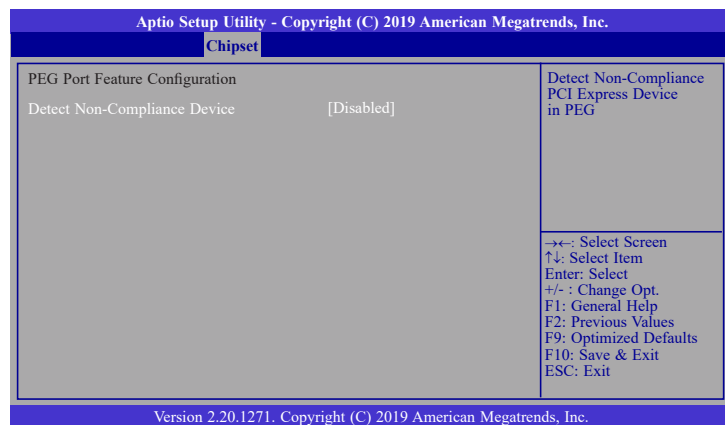 Aptio Setup Utility - Copyright (C) 2019 American Megatrends, Inc.
Chipset
PEG Port Feature Configuration
Detect Non-Compliance Device [Disabled]
Detect Non-Compliance
PCI Express Device
in PEG
→←: Select Screen
↑↓: Select Item
Enter: Select
+/- : Change Opt.
F1: General Help
F2: Previous Values
F9: Optimized Defaults
F10: Save & Exit
ESC: Exit
Version 2.20.1271. Copyright (C) 2019 American Megatrends, Inc.